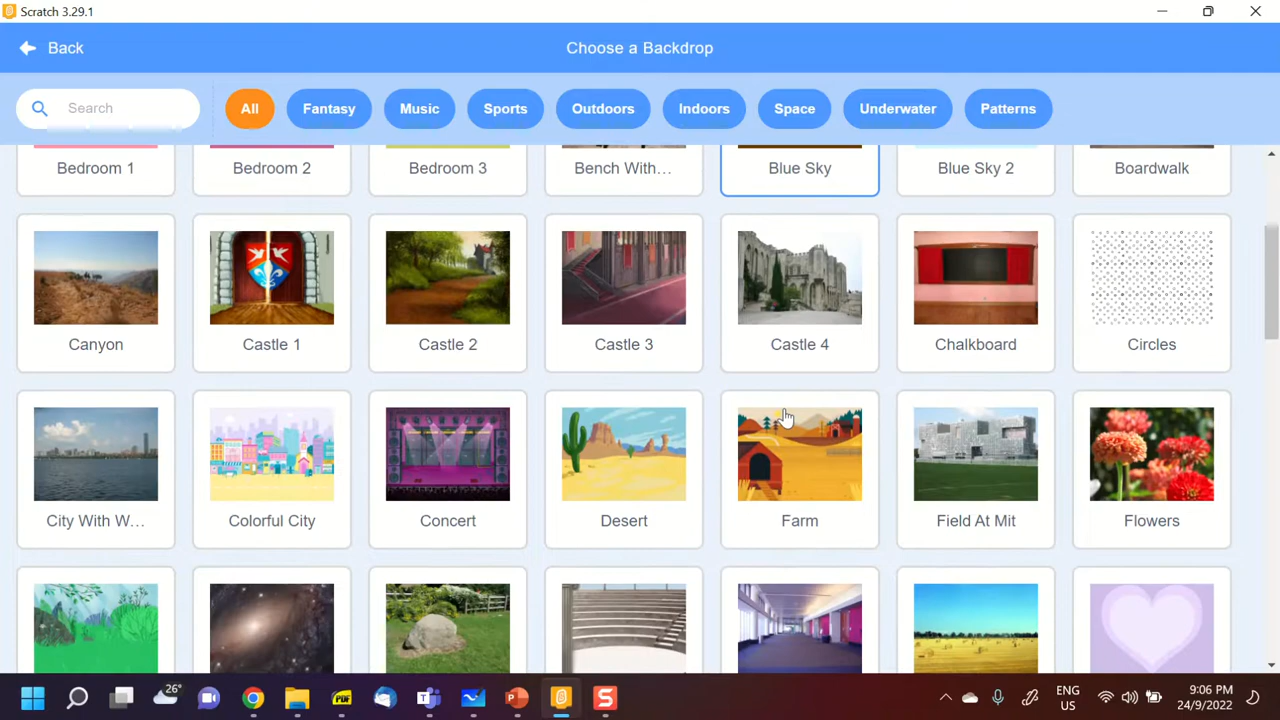 Scratch 3.29.1
Back
Choose a Backdrop
Search
All
Fantasy
Music
Sports
Outdoors
Indoors
Space
Underwater
Patterns
Bedroom 1
Bedroom 2
Bedroom 3
Bench With...
Blue Sky
Blue Sky 2
Boardwalk
Canyon
Castle 1
Castle 2
Castle 3
Castle 4
Chalkboard
Circles
City With W...
Colorful City
Concert
Desert
Farm
Field At Mit
Flowers
26°
PDF
ENG
US
9:06 PM
24/9/2022